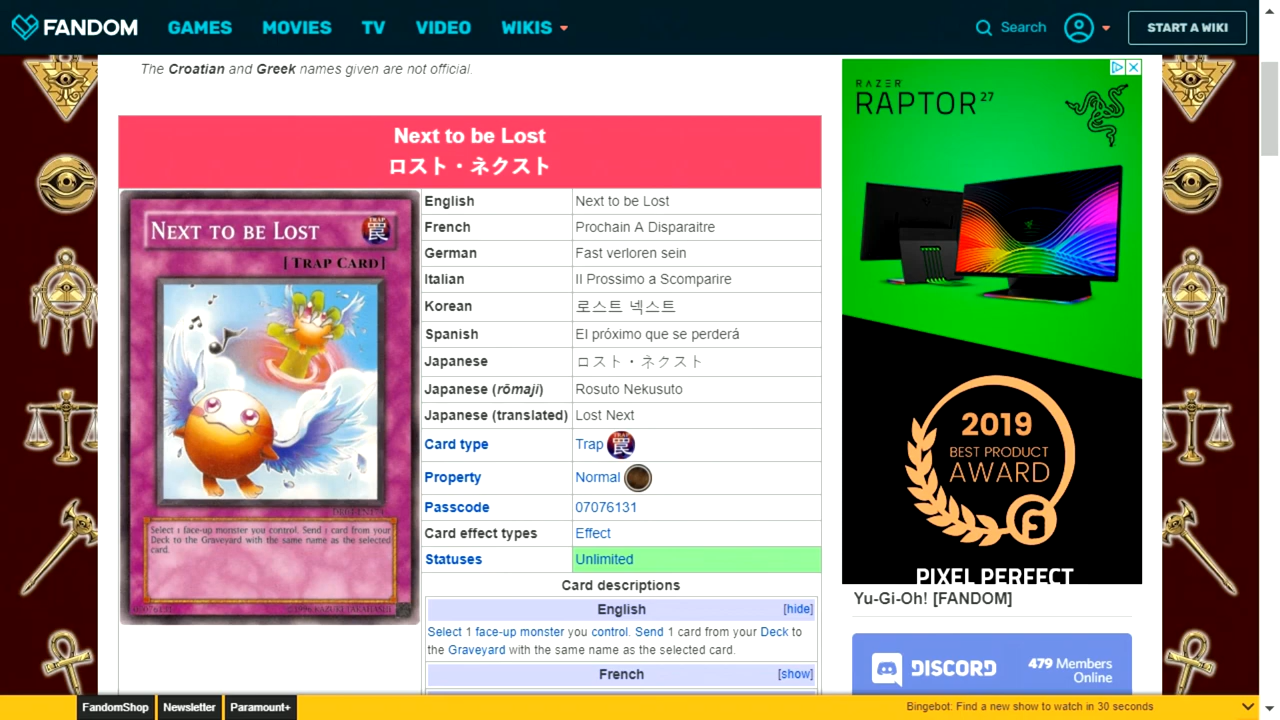 FANDOM GAMES MOVIES TV VIDEO WIKIS Search START A WIKI
The Croatian and Greek names given are not official.
Next to be Lost
ロスト・ネクスト
NEXT TO BE LOST
TRAP
罠
[TRAP CARD]
Select 1 face-up monster you control. Send 1 card from your
Deck to the Graveyard with the same name as the selected
card.
English Next to be Lost
French Prochain A Disparaitre
German Fast verloren sein
Italian Il Prossimo a Scomparire
Korean 로스트 넥스트
Spanish El próximo que se perderá
Japanese ロスト・ネクスト
Japanese (rōmaji) Rosuto Nekusuto
Japanese (translated) Lost Next
Card type Trap
Property Normal
Passcode 07076131
Card effect types Effect
Statuses Unlimited
Card descriptions
English [hide]
Select 1 face-up monster you control. Send 1 card from your Deck to
the Graveyard with the same name as the selected card.
French [show]
RAZER
RAPTOR 27
2019
BEST PRODUCT
AWARD
PIXEL PERFECT
Yu-Gi-Oh! [FANDOM]
DISCORD 479 Members
Online
FandomShop Newsletter Paramount+ Bingebot: Find a new show to watch in 30 seconds